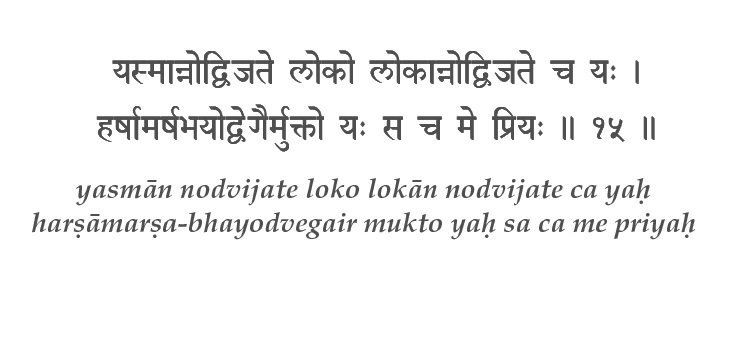 यस्मान्नोद्विजते लोको लोकान्नोद्विजते च यः ।
हर्षामर्षभयोद्वेगैर्मुक्तो यः स च मे प्रियः ॥ १५ ॥
yasmān nodvijate loko lokān nodvijate ca yaḥ
harṣāmarṣa-bhayodvegair mukto yaḥ sa ca me priyaḥ